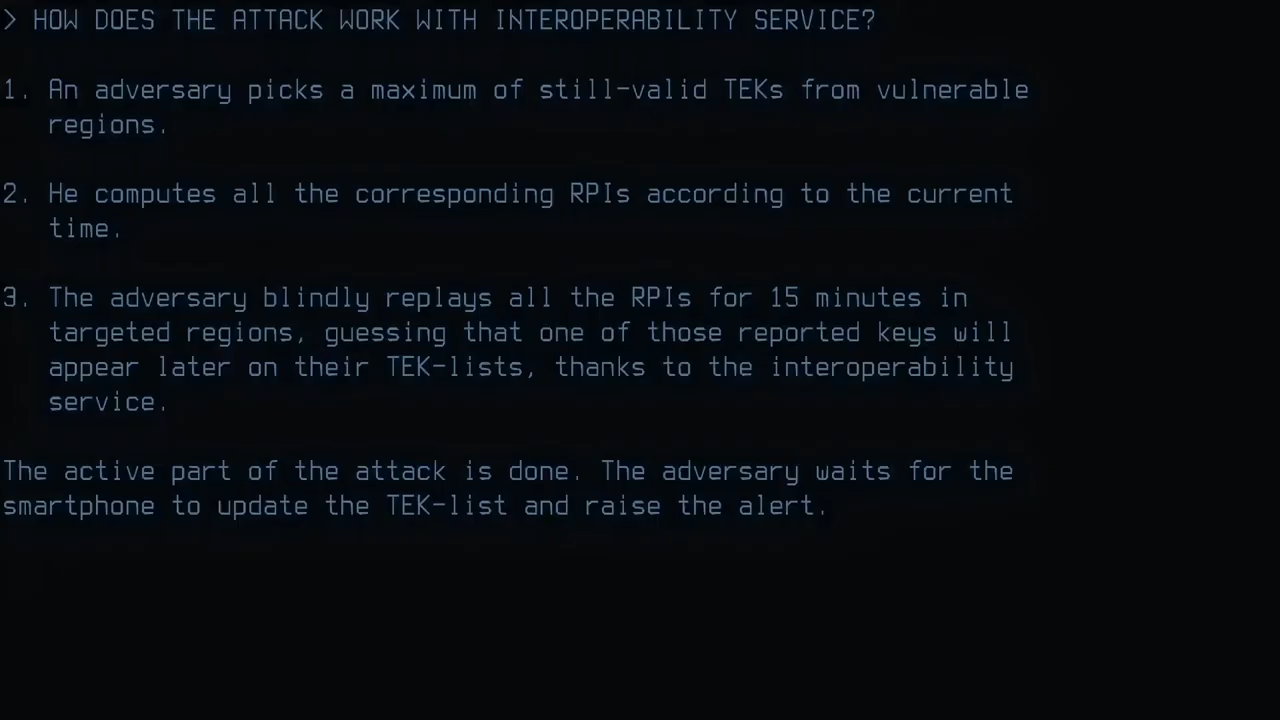 > HOW DOES THE ATTACK WORK WITH INTEROPERABILITY SERVICE?
1. An adversary picks a maximum of still-valid TEKs from vulnerable
regions.
2. He computes all the corresponding RPIs according to the current
time.
3. The adversary blindly replays all the RPIs for 15 minutes in
targeted regions, guessing that one of those reported keys will
appear later on their TEK-lists, thanks to the interoperability
service.
The active part of the attack is done. The adversary waits for the
smartphone to update the TEK-list and raise the alert.